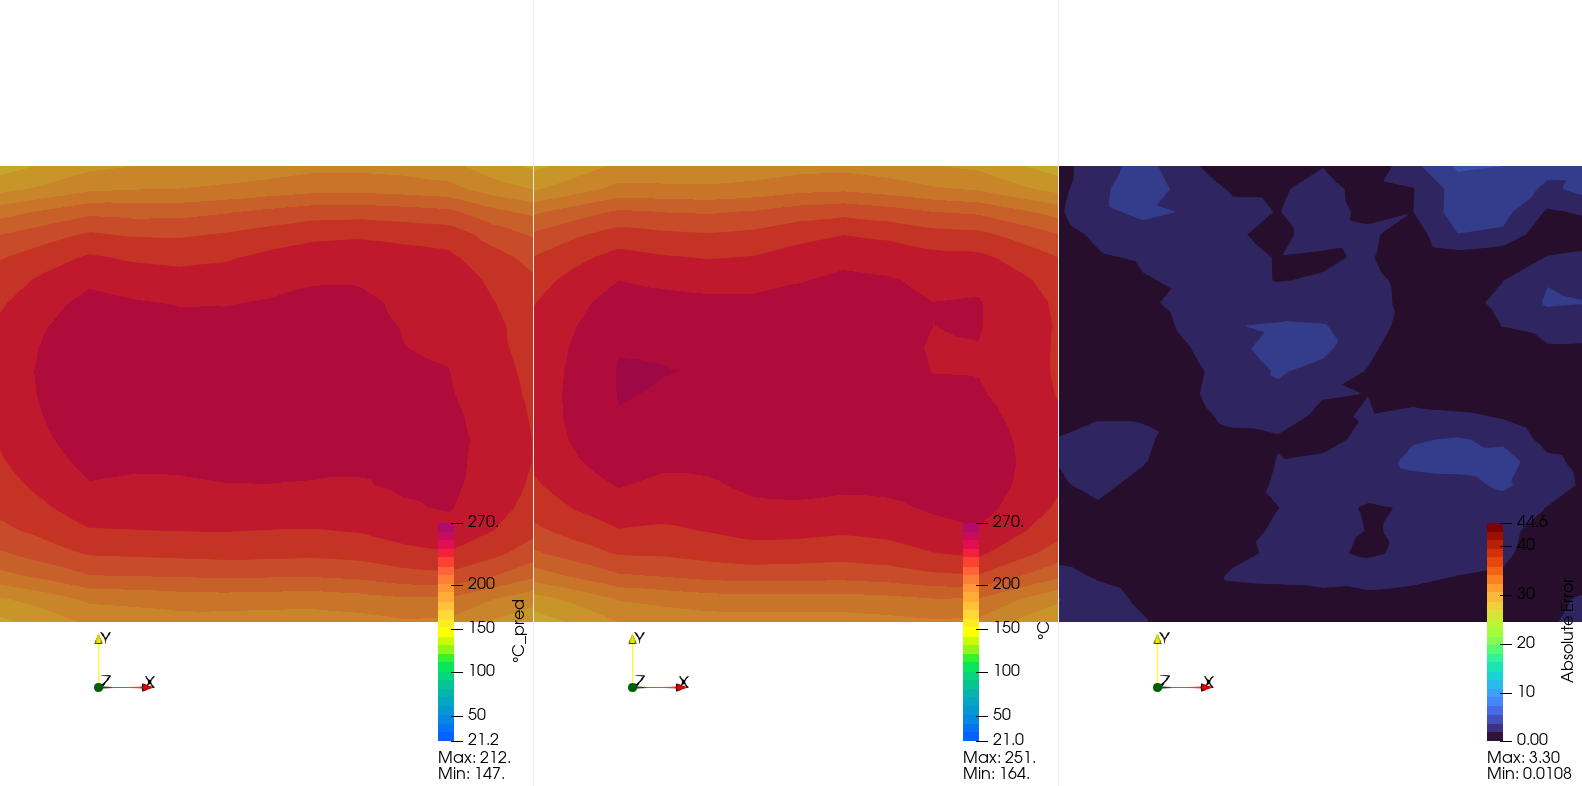 270.
200
150
100
50
21.2
°C_pred
Max: 212.
Min: 147.
Y
Z
X
270.
200
150
100
50
21.0
°C
Max: 251.
Min: 164.
Y
Z
X
44.6
40
30
20
10
0.00
Absolute Error
Max: 3.30
Min: 0.0108
Y
Z
X